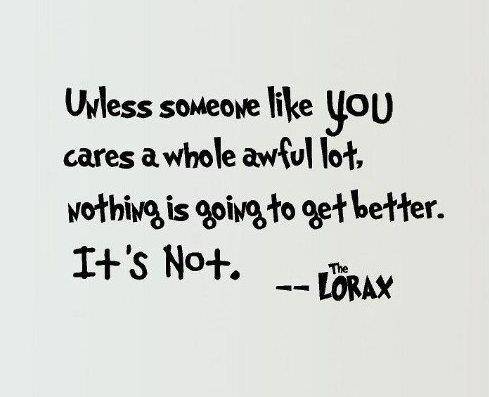 Unless someone like you
cares a whole awful lot,
nothing is going to get better.
It's Not.
-- The LORAX